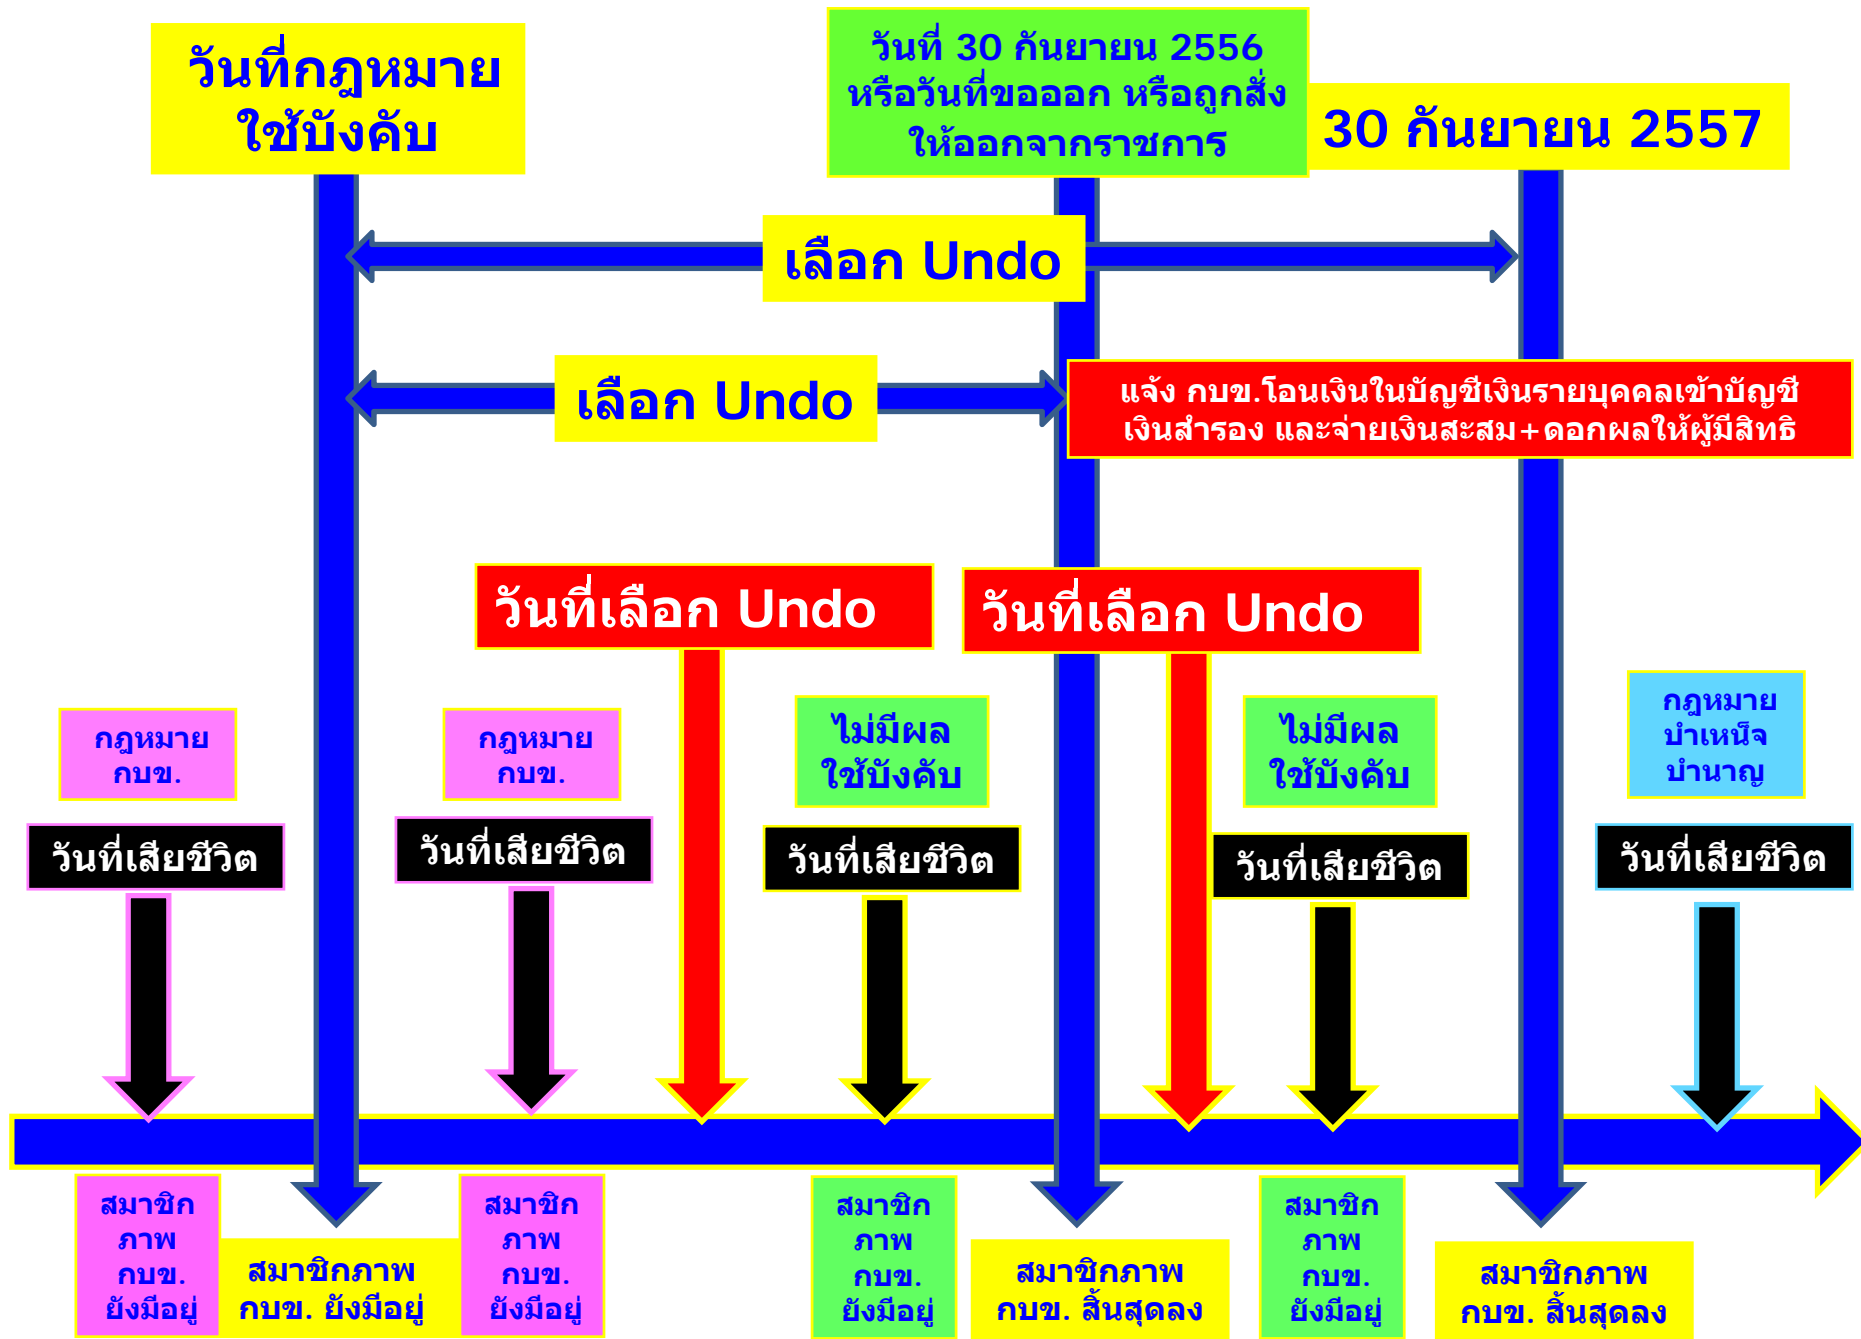 วันที่กฎหมาย
ใช้บังคับ
วันที่ 30 กันยายน 2556
หรือวันที่ขอออก หรือถูกสั่ง
ให้ออกจากราชการ
30 กันยายน 2557
เลือก Undo
เลือก Undo
แจ้ง กบข.โอนเงินในบัญชีเงินรายบุคคลเข้าบัญชี
เงินสำรอง และจ่ายเงินสะสม+ดอกผลให้ผู้มีสิทธิ
วันที่เลือก Undo
วันที่เลือก Undo
กฎหมาย
กบข.
กฎหมาย
กบข.
ไม่มีผล
ใช้บังคับ
ไม่มีผล
ใช้บังคับ
กฎหมาย
บำเหน็จ
บำนาญ
วันที่เสียชีวิต
วันที่เสียชีวิต
วันที่เสียชีวิต
วันที่เสียชีวิต
วันที่เสียชีวิต
สมาชิก
ภาพ
กบข.
ยังมีอยู่
สมาชิกภาพ
กบข. ยังมีอยู่
สมาชิก
ภาพ
กบข.
ยังมีอยู่
สมาชิก
ภาพ
กบข.
ยังมีอยู่
สมาชิกภาพ
กบข. สิ้นสุดลง
สมาชิก
ภาพ
กบข.
ยังมีอยู่
สมาชิกภาพ
กบข. สิ้นสุดลง